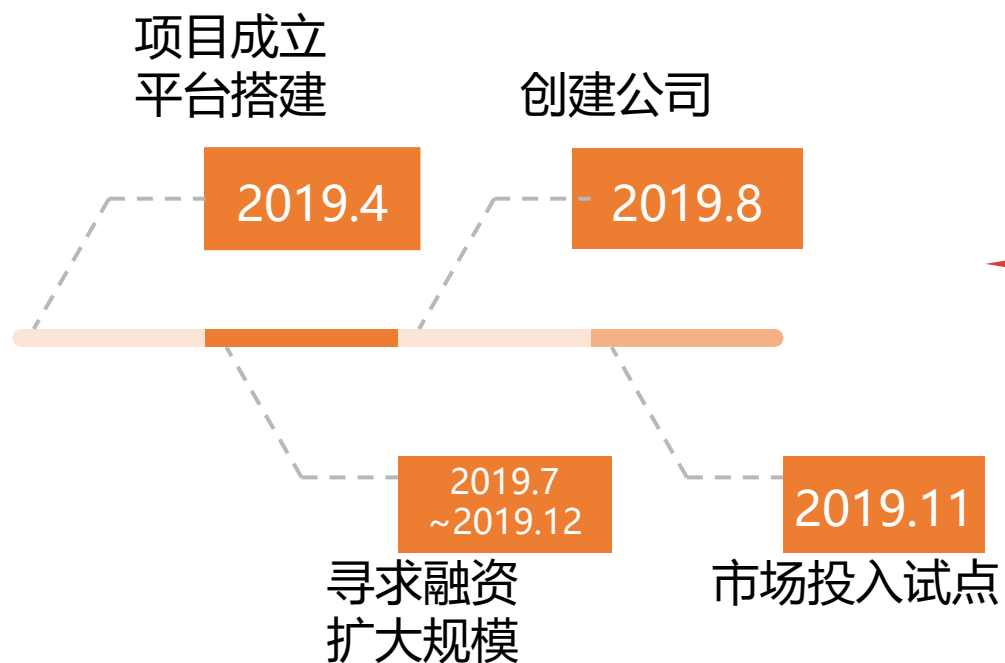 项目成立
平台搭建
2019.4
创建公司
2019.8
2019.7
~2019.12
寻求融资
扩大规模
2019.11
市场投入试点